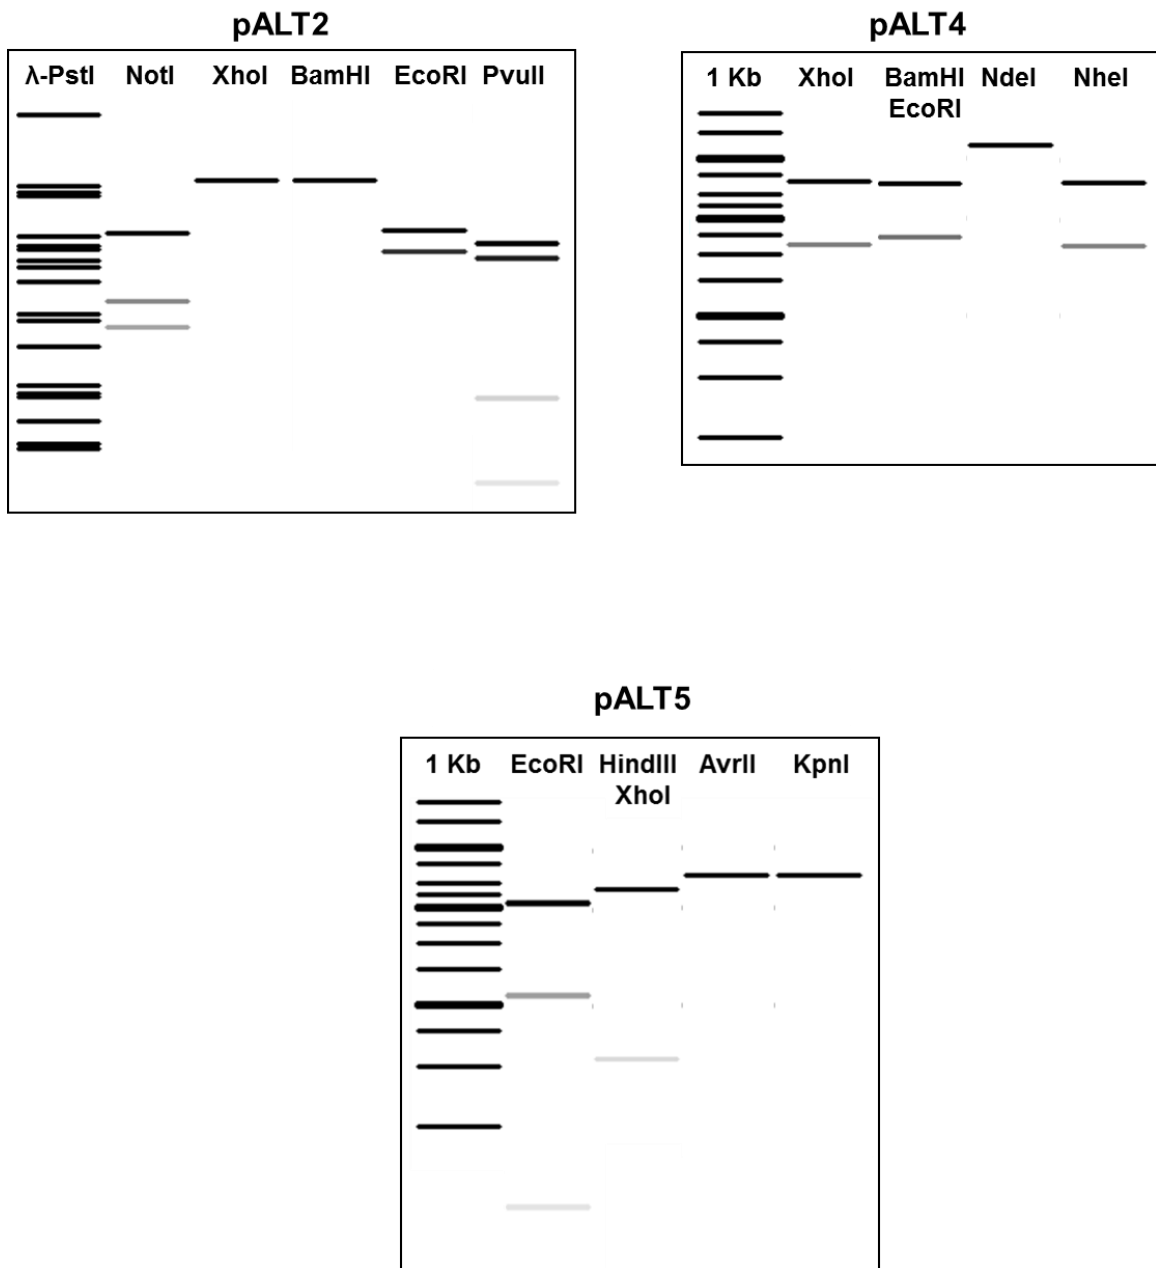 pALT2
λ-PstI NotI XhoI BamHI EcoRI PvuII
pALT4
1 Kb XhoI BamHI NdeI NheI
EcoRI
pALT5
1 Kb EcoRI HindIII AvrII KpnI
XhoI